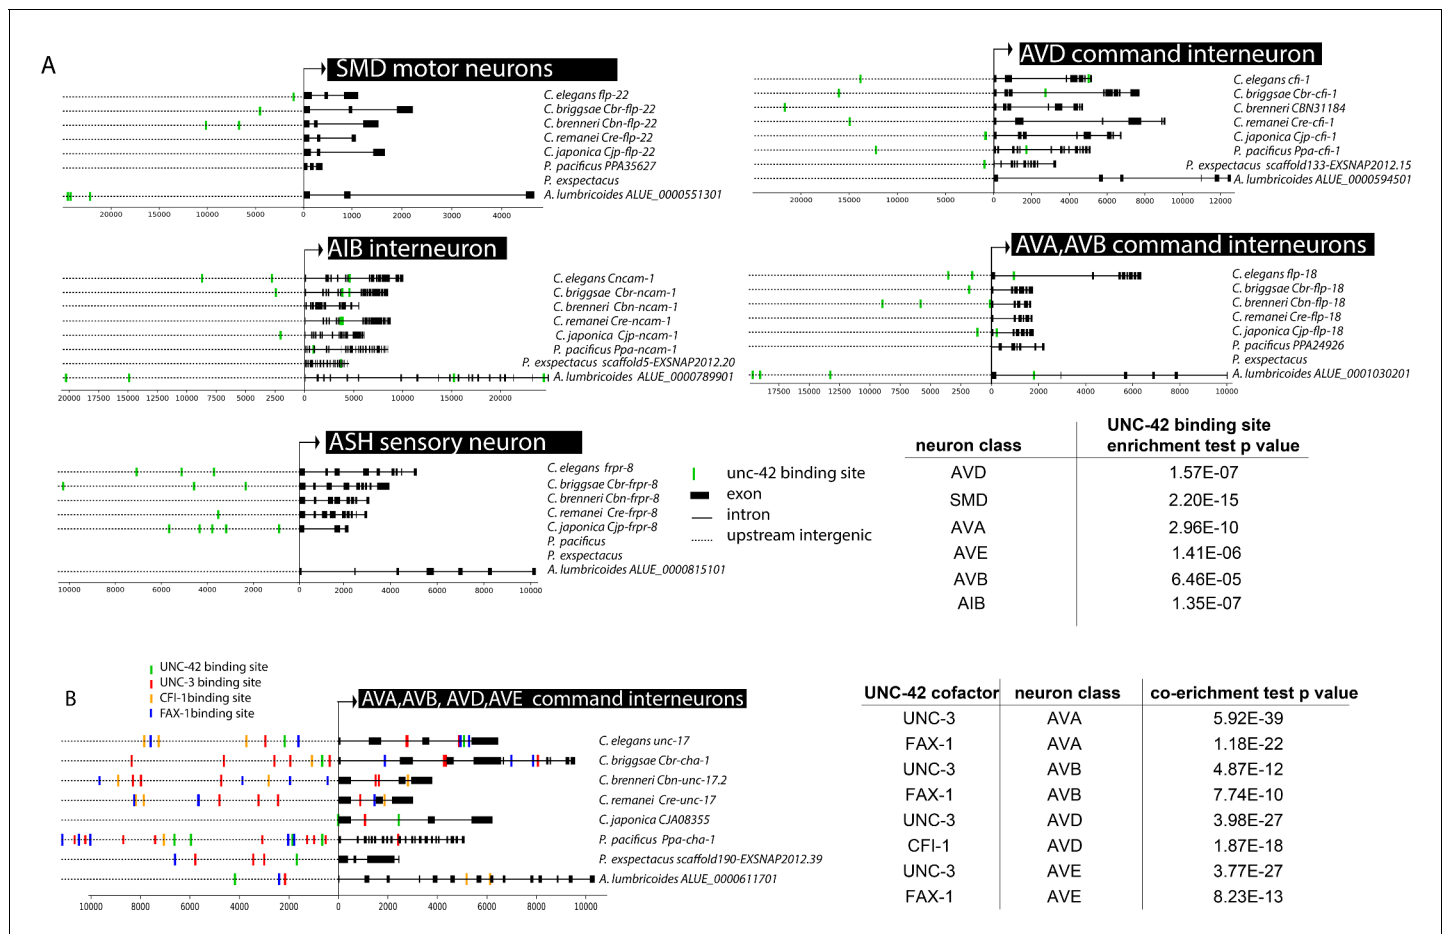 A
SMD motor neurons
C. elegans flp-22
C. briggsae Cbr-flp-22
C. brenneri Cbn-flp-22
C. remanei Cre-flp-22
C. japonica Cjp-flp-22
P. pacificus PPA35627
P. exspectacus
A. lumbricoides ALUE_0000551301
20000 15000 10000 5000 0 1000 2000 3000 4000
AVD command interneuron
C. elegans cfi-1
C. briggsae Cbr-cfi-1
C. brenneri CBN31184
C. remanei Cre-cfi-1
C. japonica Cjp-cfi-1
P. pacificus Ppa-cfi-1
P. exspectacus scaffold133-EXSNAP2012.15
A. lumbricoides ALUE_0000594501
20000 15000 10000 5000 0 2000 4000 6000 8000 10000 12000
AIB interneuron
C. elegans Cncam-1
C. briggsae Cbr-ncam-1
C. brenneri Cbn-ncam-1
C. remanei Cre-ncam-1
C. japonica Cjp-ncam-1
P. pacificus Ppa-ncam-1
P. exspectacus scaffold5-EXSNAP2012.20
A. lumbricoides ALUE_0000789901
20000 17500 15000 12500 10000 7500 5000 2500 0 5000 10000 15000 20000
AVA,AVB command interneurons
C. elegans flp-18
C. briggsae Cbr-flp-18
C. brenneri Cbn-flp-18
C. remanei Cre-flp-18
C. japonica Cjp-flp-18
P. pacificus PPA24926
P. exspectacus
A. lumbricoides ALUE_0001030201
20000 17500 15000 12500 10000 7500 5000 2500 0 2000 4000 6000 8000 10000
ASH sensory neuron
C. elegans frpr-8
C. briggsae Cbr-frpr-8
C. brenneri Cbn-frpr-8
C. remanei Cre-frpr-8
C. japonica Cjp-frpr-8
P. pacificus
P. exspectacus
A. lumbricoides ALUE_0000815101
10000 8000 6000 4000 2000 0 2000 4000 6000 8000 10000
unc-42 binding site
exon
intron
upstream intergenic
neuron class UNC-42 binding site enrichment test p value
AVD 1.57E-07
SMD 2.20E-15
AVA 2.96E-10
AVE 1.41E-06
AVB 6.46E-05
AIB 1.35E-07
B
UNC-42 binding site
UNC-3 binding site
CFI-1binding site
FAX-1binding site
AVA,AVB, AVD,AVE command interneurons
C. elegans unc-17
C. briggsae Cbr-cha-1
C. brenneri Cbn-unc-17.2
C. remanei Cre-unc-17
C. japonica CJA08355
P. pacificus Ppa-cha-1
P. exspectacus scaffold190-EXSNAP2012.39
A. lumbricoides ALUE_0000611701
10000 8000 6000 4000 2000 0 2000 4000 6000 8000 10000
UNC-42 cofactor neuron class co-erichment test p value
UNC-3 AVA 5.92E-39
FAX-1 AVA 1.18E-22
UNC-3 AVB 4.87E-12
FAX-1 AVB 7.74E-10
UNC-3 AVD 3.98E-27
CFI-1 AVD 1.87E-18
UNC-3 AVE 3.77E-27
FAX-1 AVE 8.23E-13